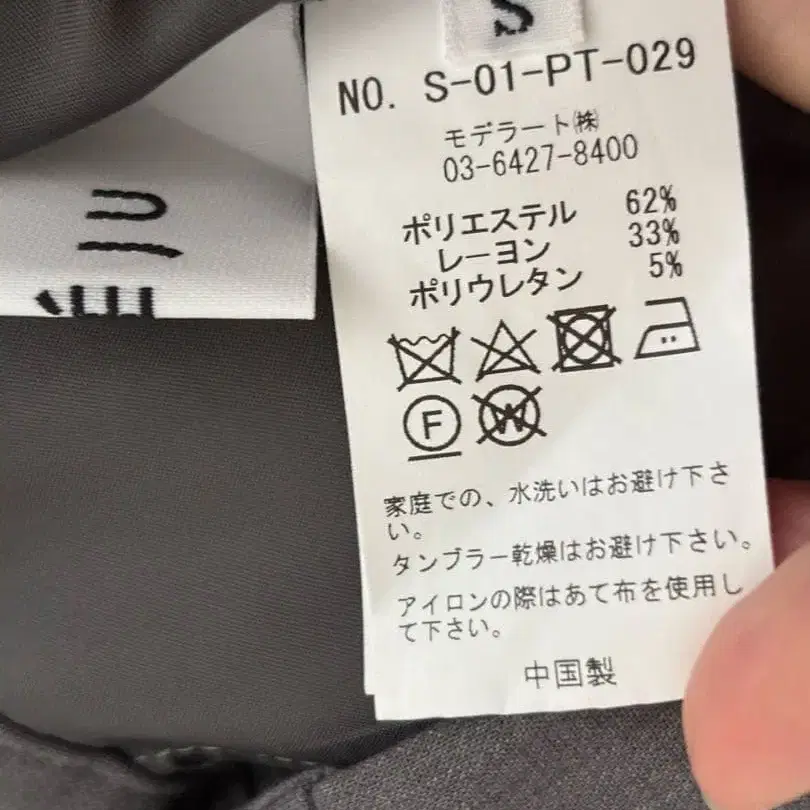 S
NO. S-01-PT-029
モデラート㈱
03-6427-8400
ポリエステル 62%
レーヨン 33%
ポリウレタン 5%
F
W
家庭での、水洗いはお避け下さ
い。
タンブラー乾燥はお避け下さい。
アイロンの際はあて布を使用し
て下さい。
中国製